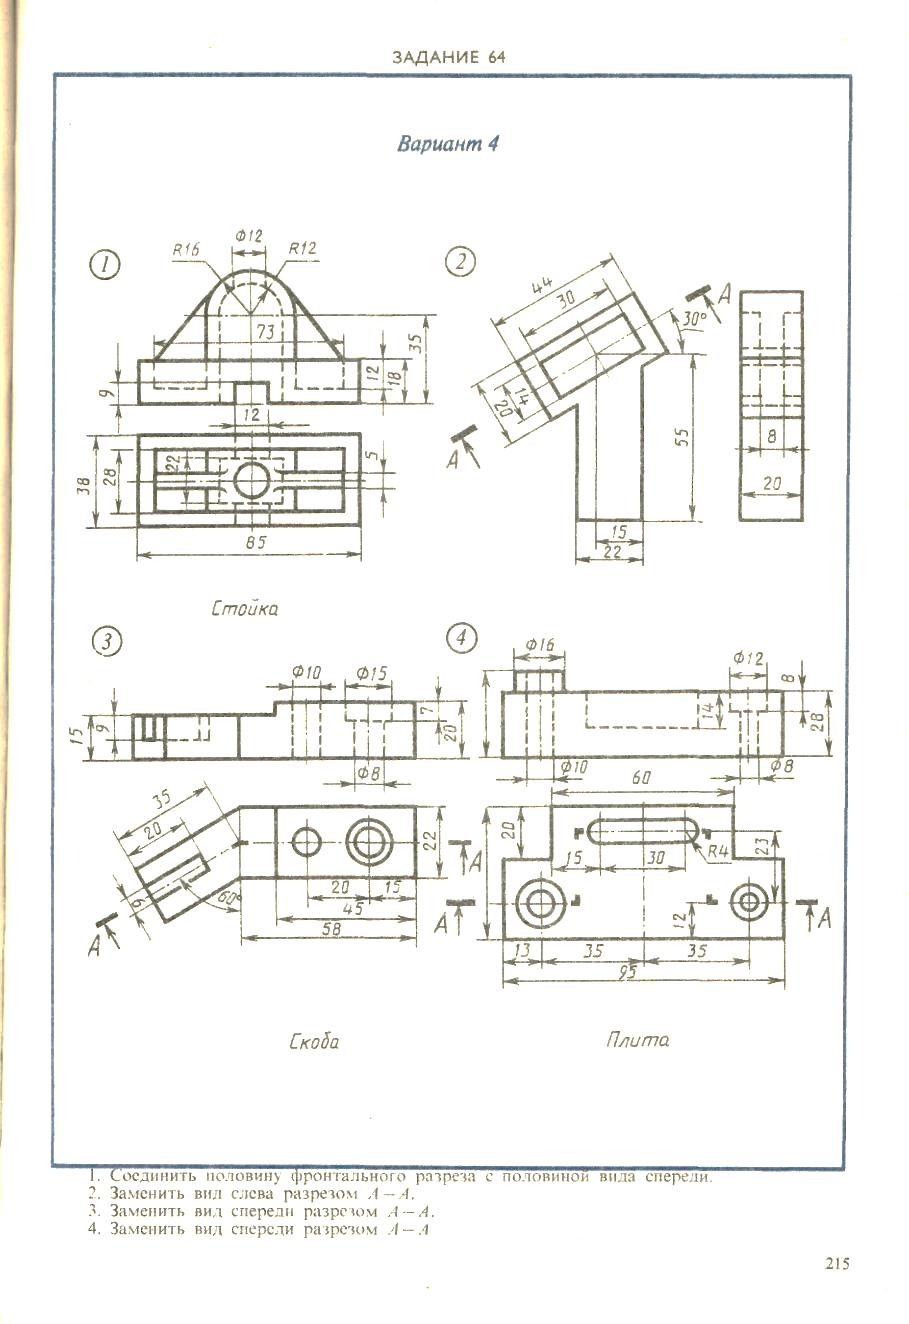 ЗАДАНИЕ 64
Вариант 4
1
R16
Ф12
R12
73
35
12
18
9
12
38
28
22
5
85
Стойка
2
44
30
A
30°
14
20
A
55
8
20
15
22
3
Ф10
Ф15
15
9
7
20
Ф8
35
20
9
60°
22
A
20
15
45
58
A
Скоба
4
Ф16
Ф12
8
14
28
Ф10
60
Ф8
20
15
30
R4
23
A
12
A
13
35
35
95
Плита
1. Соединить половину фронтального разреза с половиной вида спереди.
2. Заменить вид слева разрезом А—А.
3. Заменить вид спереди разрезом А—А.
4. Заменить вид спереди разрезом А—А
215